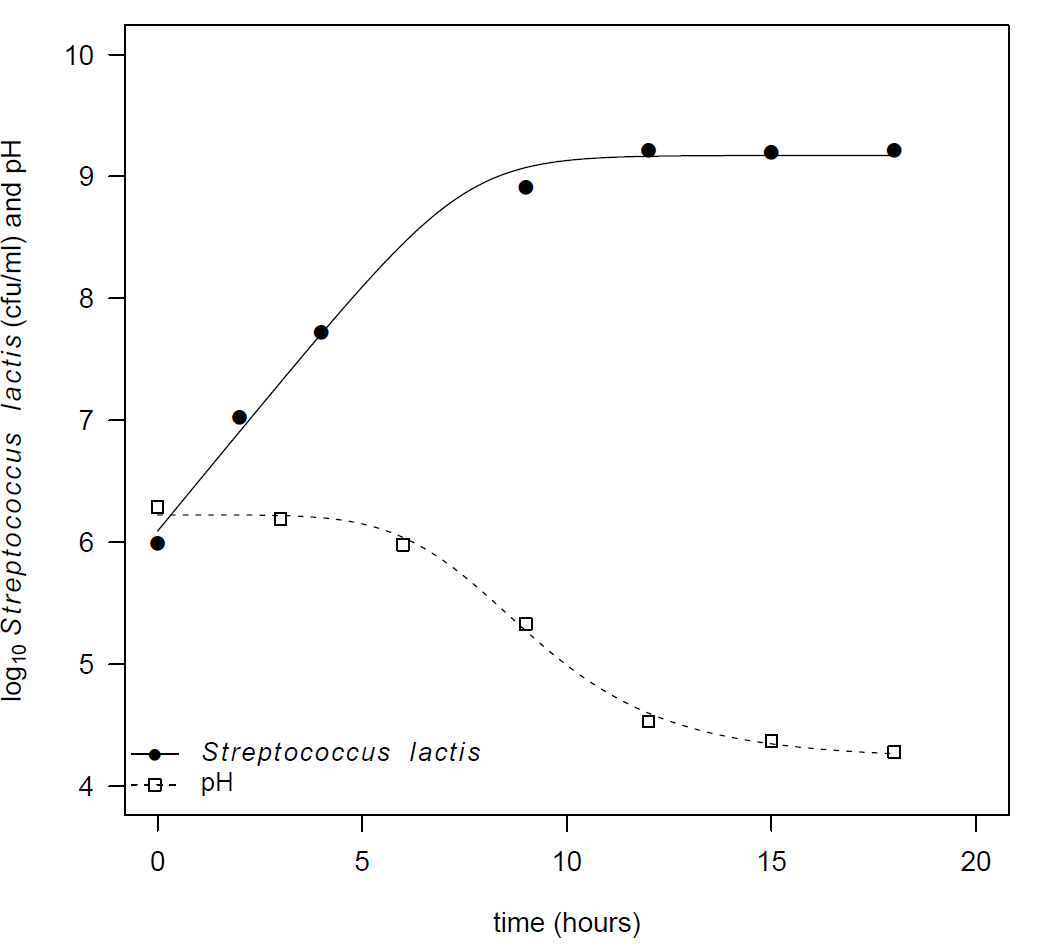 log10 Streptococcus lactis (cfu/ml) and pH
10
9
8
7
6
5
4
Streptococcus lactis
pH
0 5 10 15 20
time (hours)